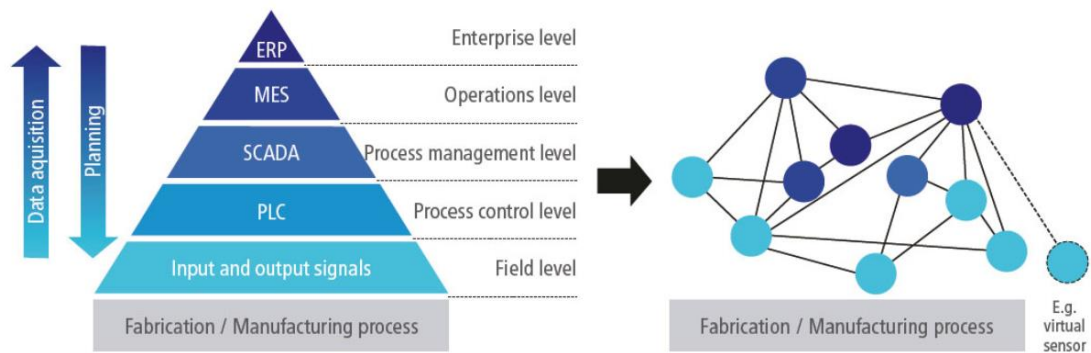 Data aquisition
Planning
ERP
Enterprise level
MES
Operations level
SCADA
Process management level
PLC
Process control level
Input and output signals
Field level
Fabrication / Manufacturing process
Fabrication / Manufacturing process
E.g.
virtual
sensor